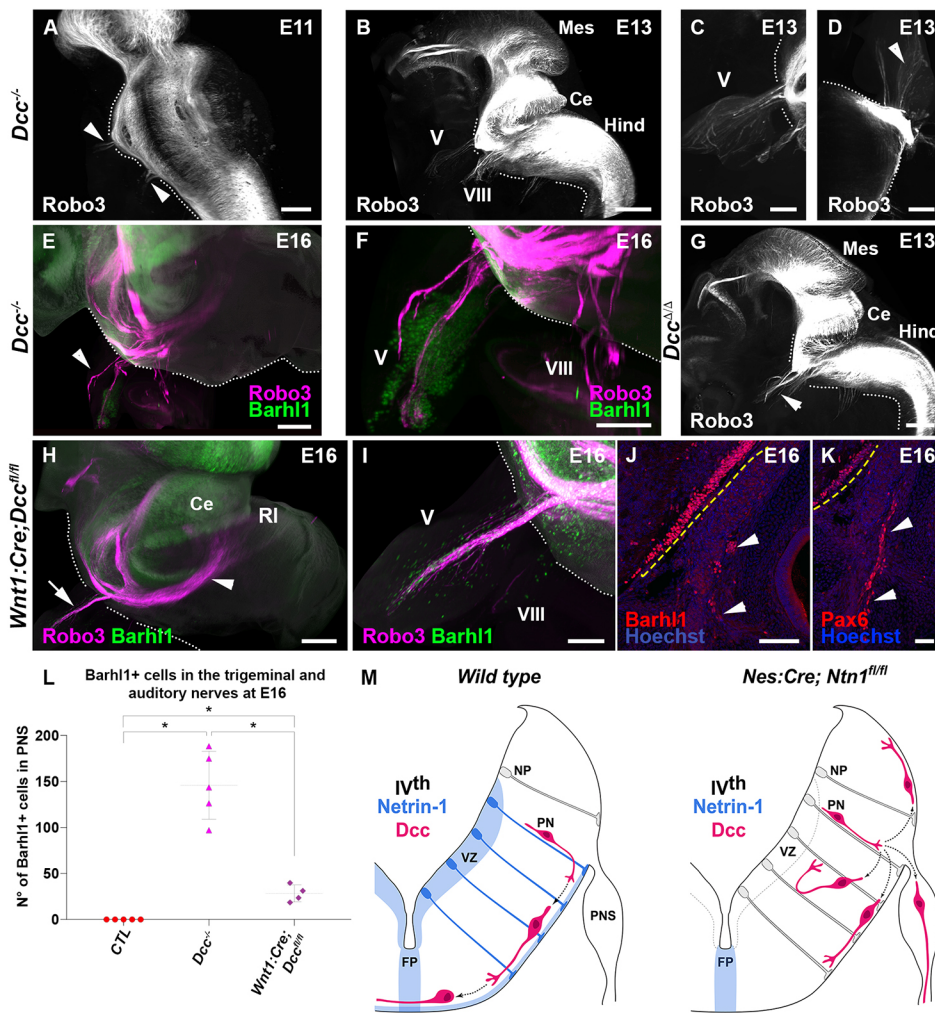 A
E11
Dcc-/-
Robo3
B
E13
Mes
Ce
Hind
V
VIII
Robo3
C
E13
V
Robo3
D
E13
Robo3
E
E16
Dcc-/-
Robo3
Barhl1
F
E16
V
VIII
Robo3
Barhl1
G
E13
DccΔ/Δ
Mes
Ce
Hind
Robo3
H
E16
Wnt1:Cre;Dccfl/fl
Ce
Rl
Robo3 Barhl1
I
E16
V
VIII
Robo3 Barhl1
J
E16
Barhl1
Hoechst
K
E16
Pax6
Hoechst
L
Barhl1+ cells in the trigeminal and
auditory nerves at E16
*
*
*
N° of Barhl1+ cells in PNS
200
150
100
50
0
CTL
Dcc-/-
Wnt1:Cre;
Dccfl/fl
M
Wild type
IVth
Netrin-1
Dcc
NP
PN
VZ
PNS
FP
Nes:Cre; Ntn1fl/fl
IVth
Netrin-1
Dcc
NP
PN
VZ
FP